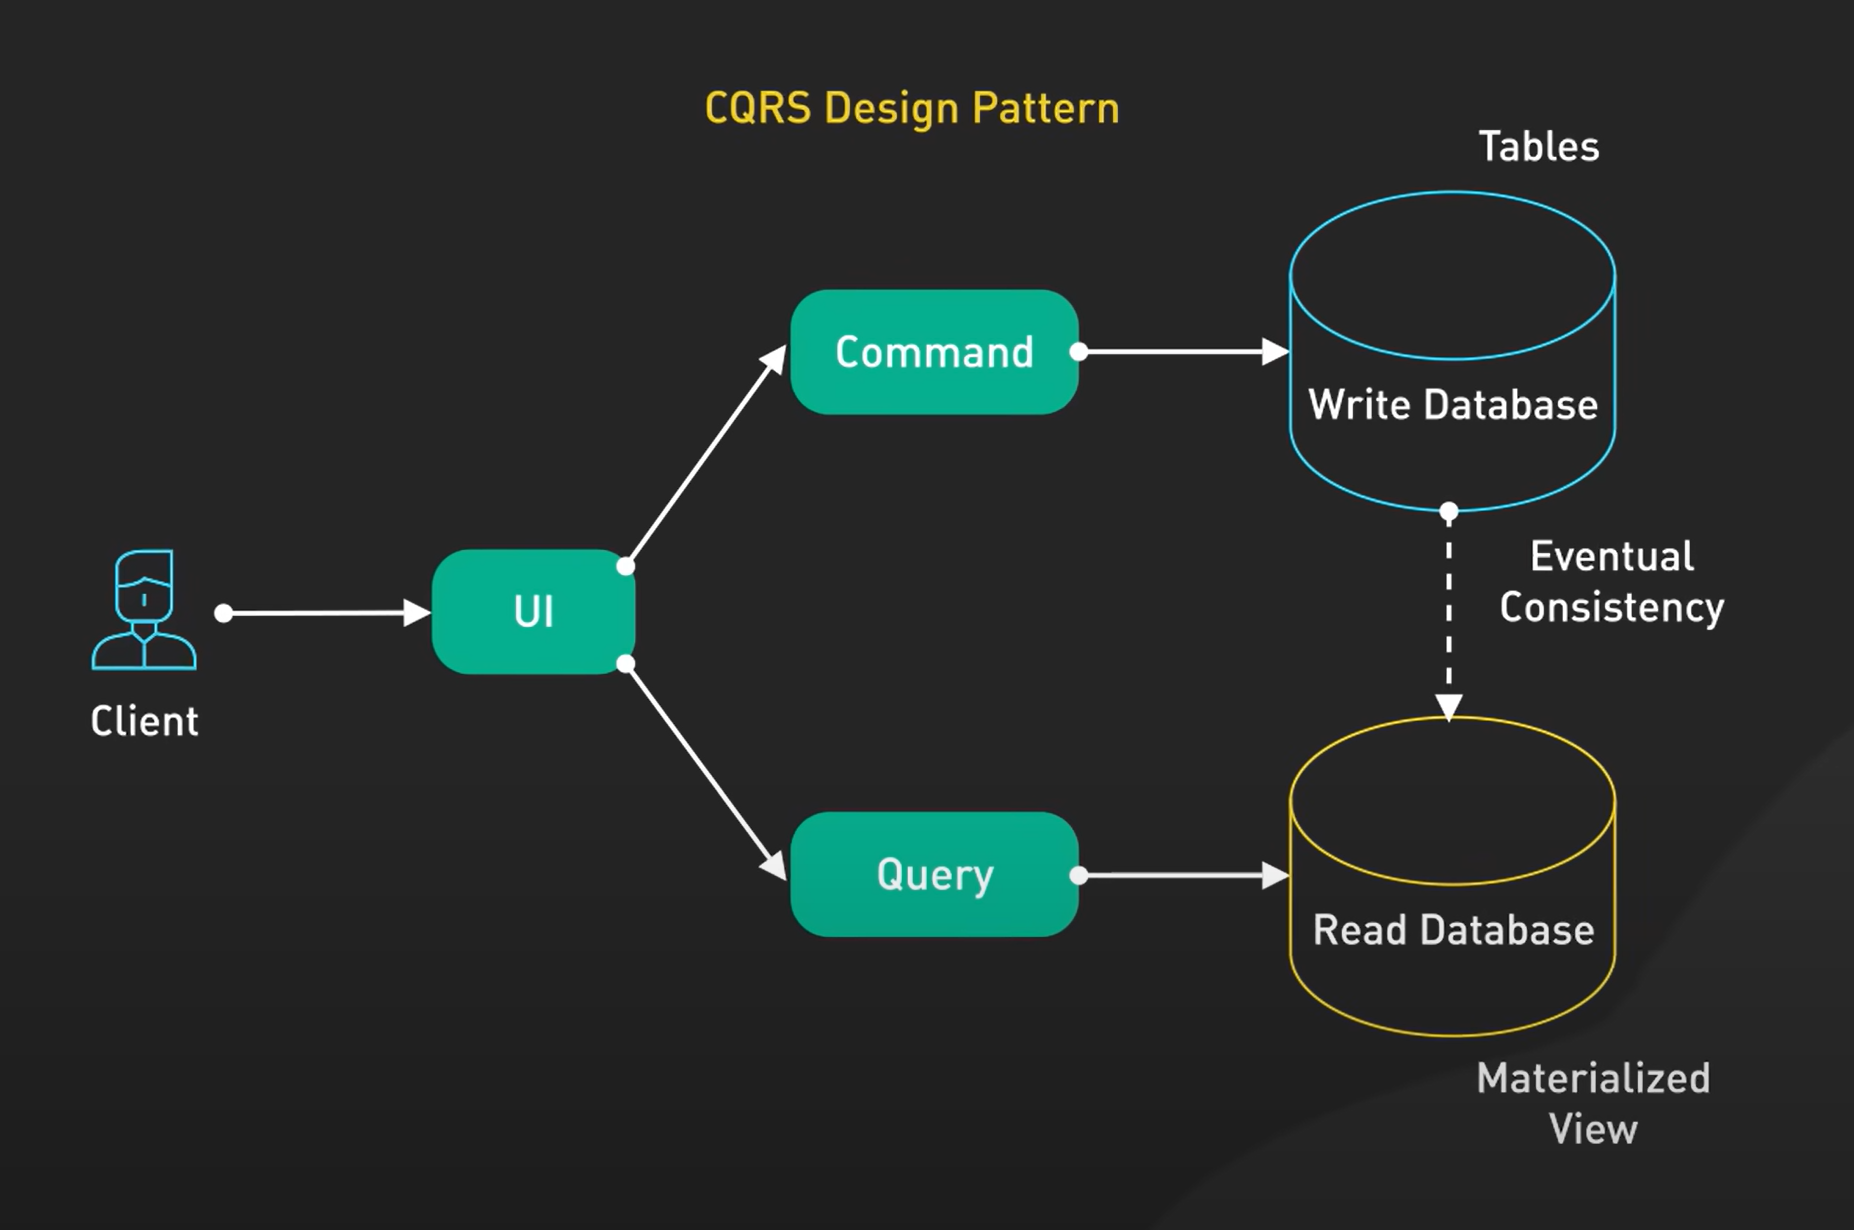 CQRS Design Pattern
Tables
Command
Write Database
Eventual
Consistency
UI
Client
Query
Read Database
Materialized
View